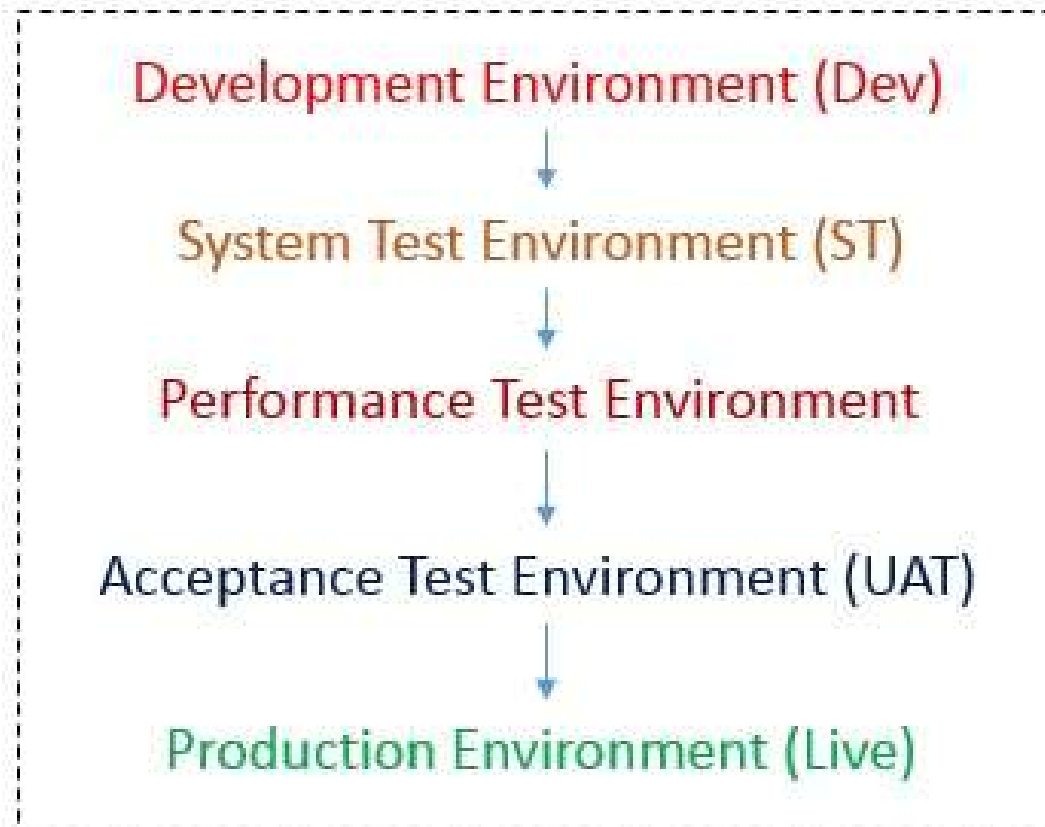 Development Environment (Dev)
System Test Environment (ST)
Performance Test Environment
Acceptance Test Environment (UAT)
Production Environment (Live)